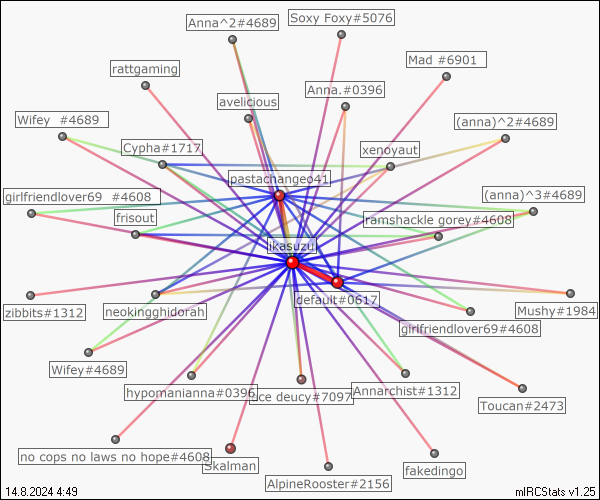 Soxy Foxy#5076
Anna^2#4689
Mad #6901
rattgaming
Anna.#0396
avelicious
Wifey  #4689
(anna)^2#4689
Cypha#1717
xenoyaut
pastachangeo41
girlfriendlover69  #4608
(anna)^3#4689
frisout
ramshackle gorey#4608
ikasuzu
default#0617
zibbits#1312
neokingghidorah
Mushy#1984
girlfriendlover69#4608
Wifey#4689
hypomanianna#0396
uce deucy#7097
Annarchist#1312
Toucan#2473
no cops no laws no hope#4608
Skalman
fakedingo
AlpineRooster#2156
14.8.2024 4:49
mIRCStats v1.25